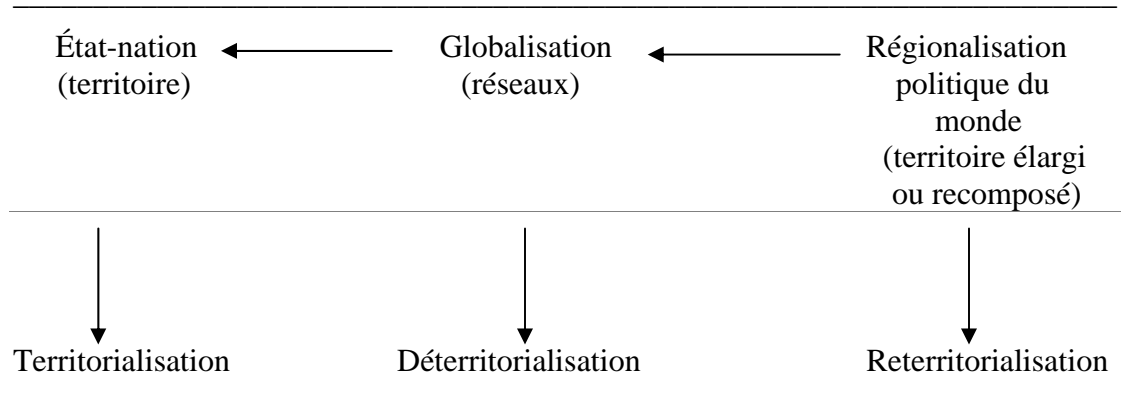 État-nation
(territoire)
Globalisation
(réseaux)
Régionalisation
politique du
monde
(territoire élargi
ou recomposé)
Territorialisation
Déterritorialisation
Reterritorialisation